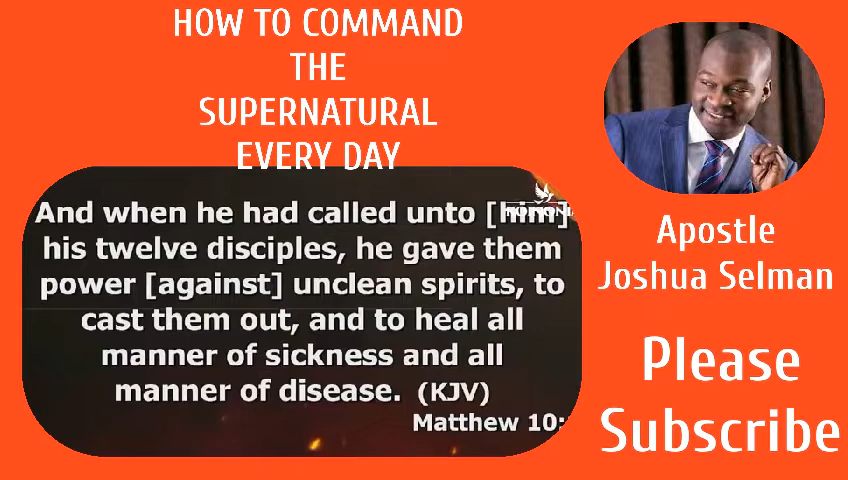 HOW TO COMMAND
THE
SUPERNATURAL
EVERY DAY
And when he had called unto [him]
his twelve disciples, he gave them
power [against] unclean spirits, to
cast them out, and to heal all
manner of sickness and all
manner of disease. (KJV)
Matthew 10:
Apostle
Joshua Selman
Please
Subscribe